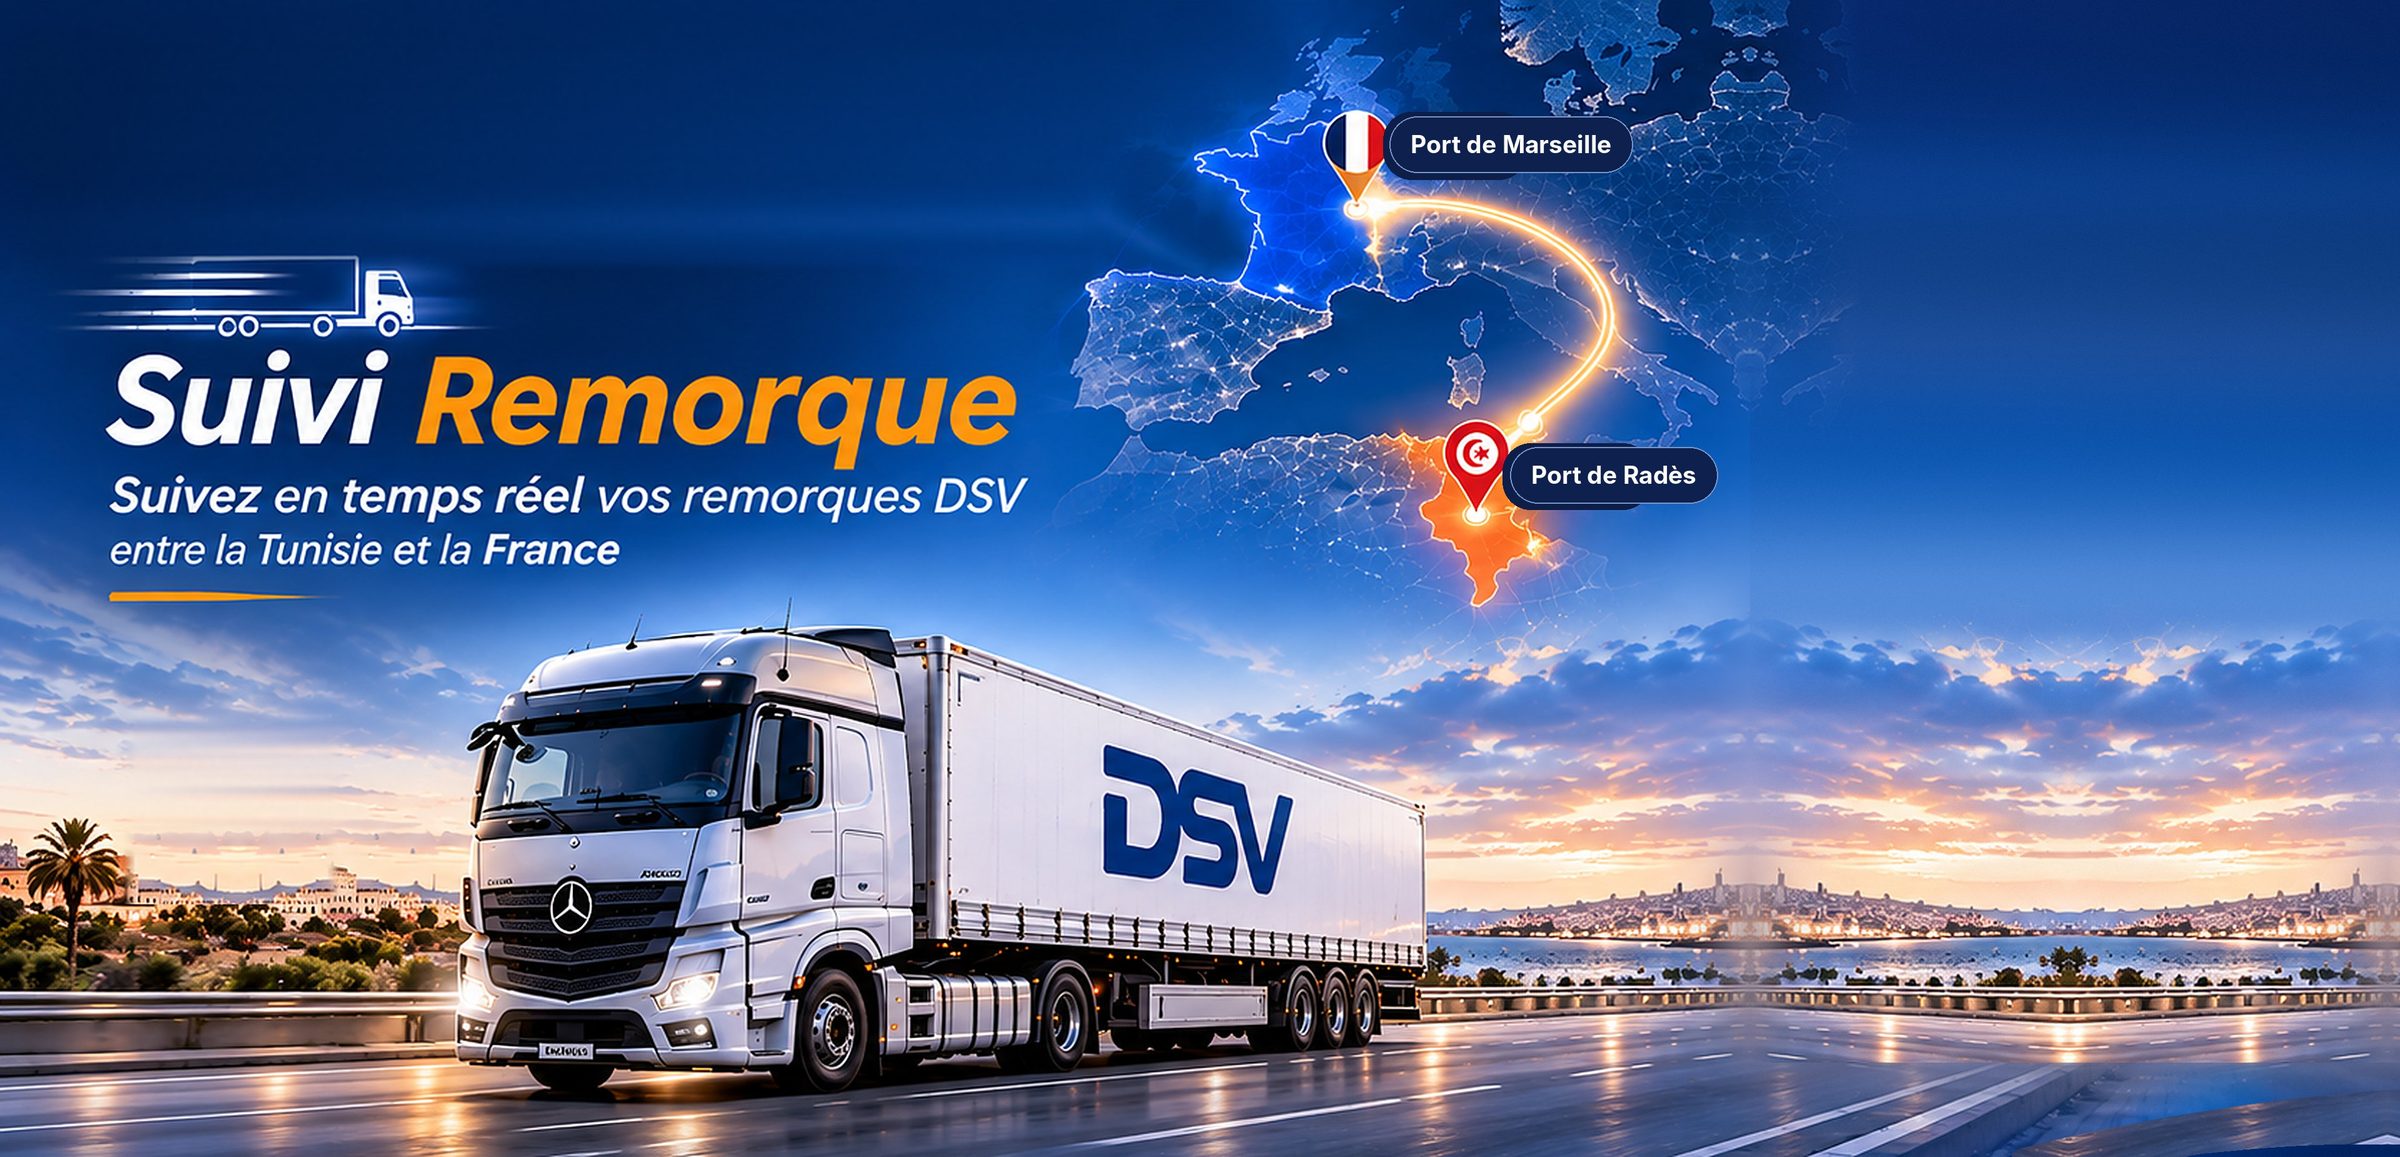 Port de Marseille
Suivi Remorque
Suivez en temps réel vos remorques DSV
entre la Tunisie et la France
Port de Radès
DSV